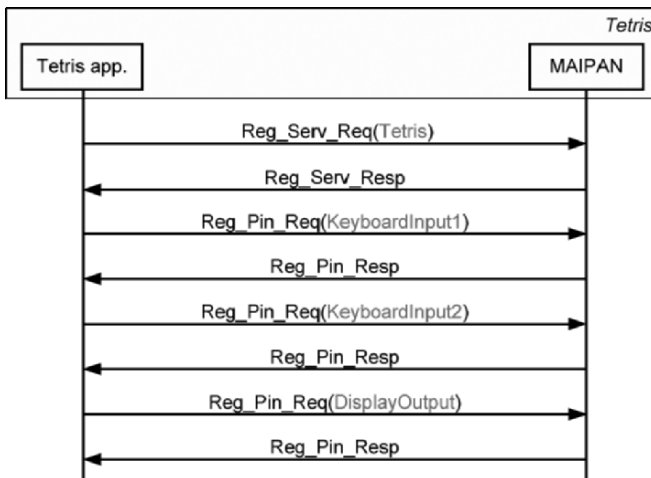 Tetris
Tetris app.
MAIPAN
Reg_Serv_Req(Tetris)
Reg_Serv_Resp
Reg_Pin_Req(KeyboardInput1)
Reg_Pin_Resp
Reg_Pin_Req(KeyboardInput2)
Reg_Pin_Resp
Reg_Pin_Req(DisplayOutput)
Reg_Pin_Resp